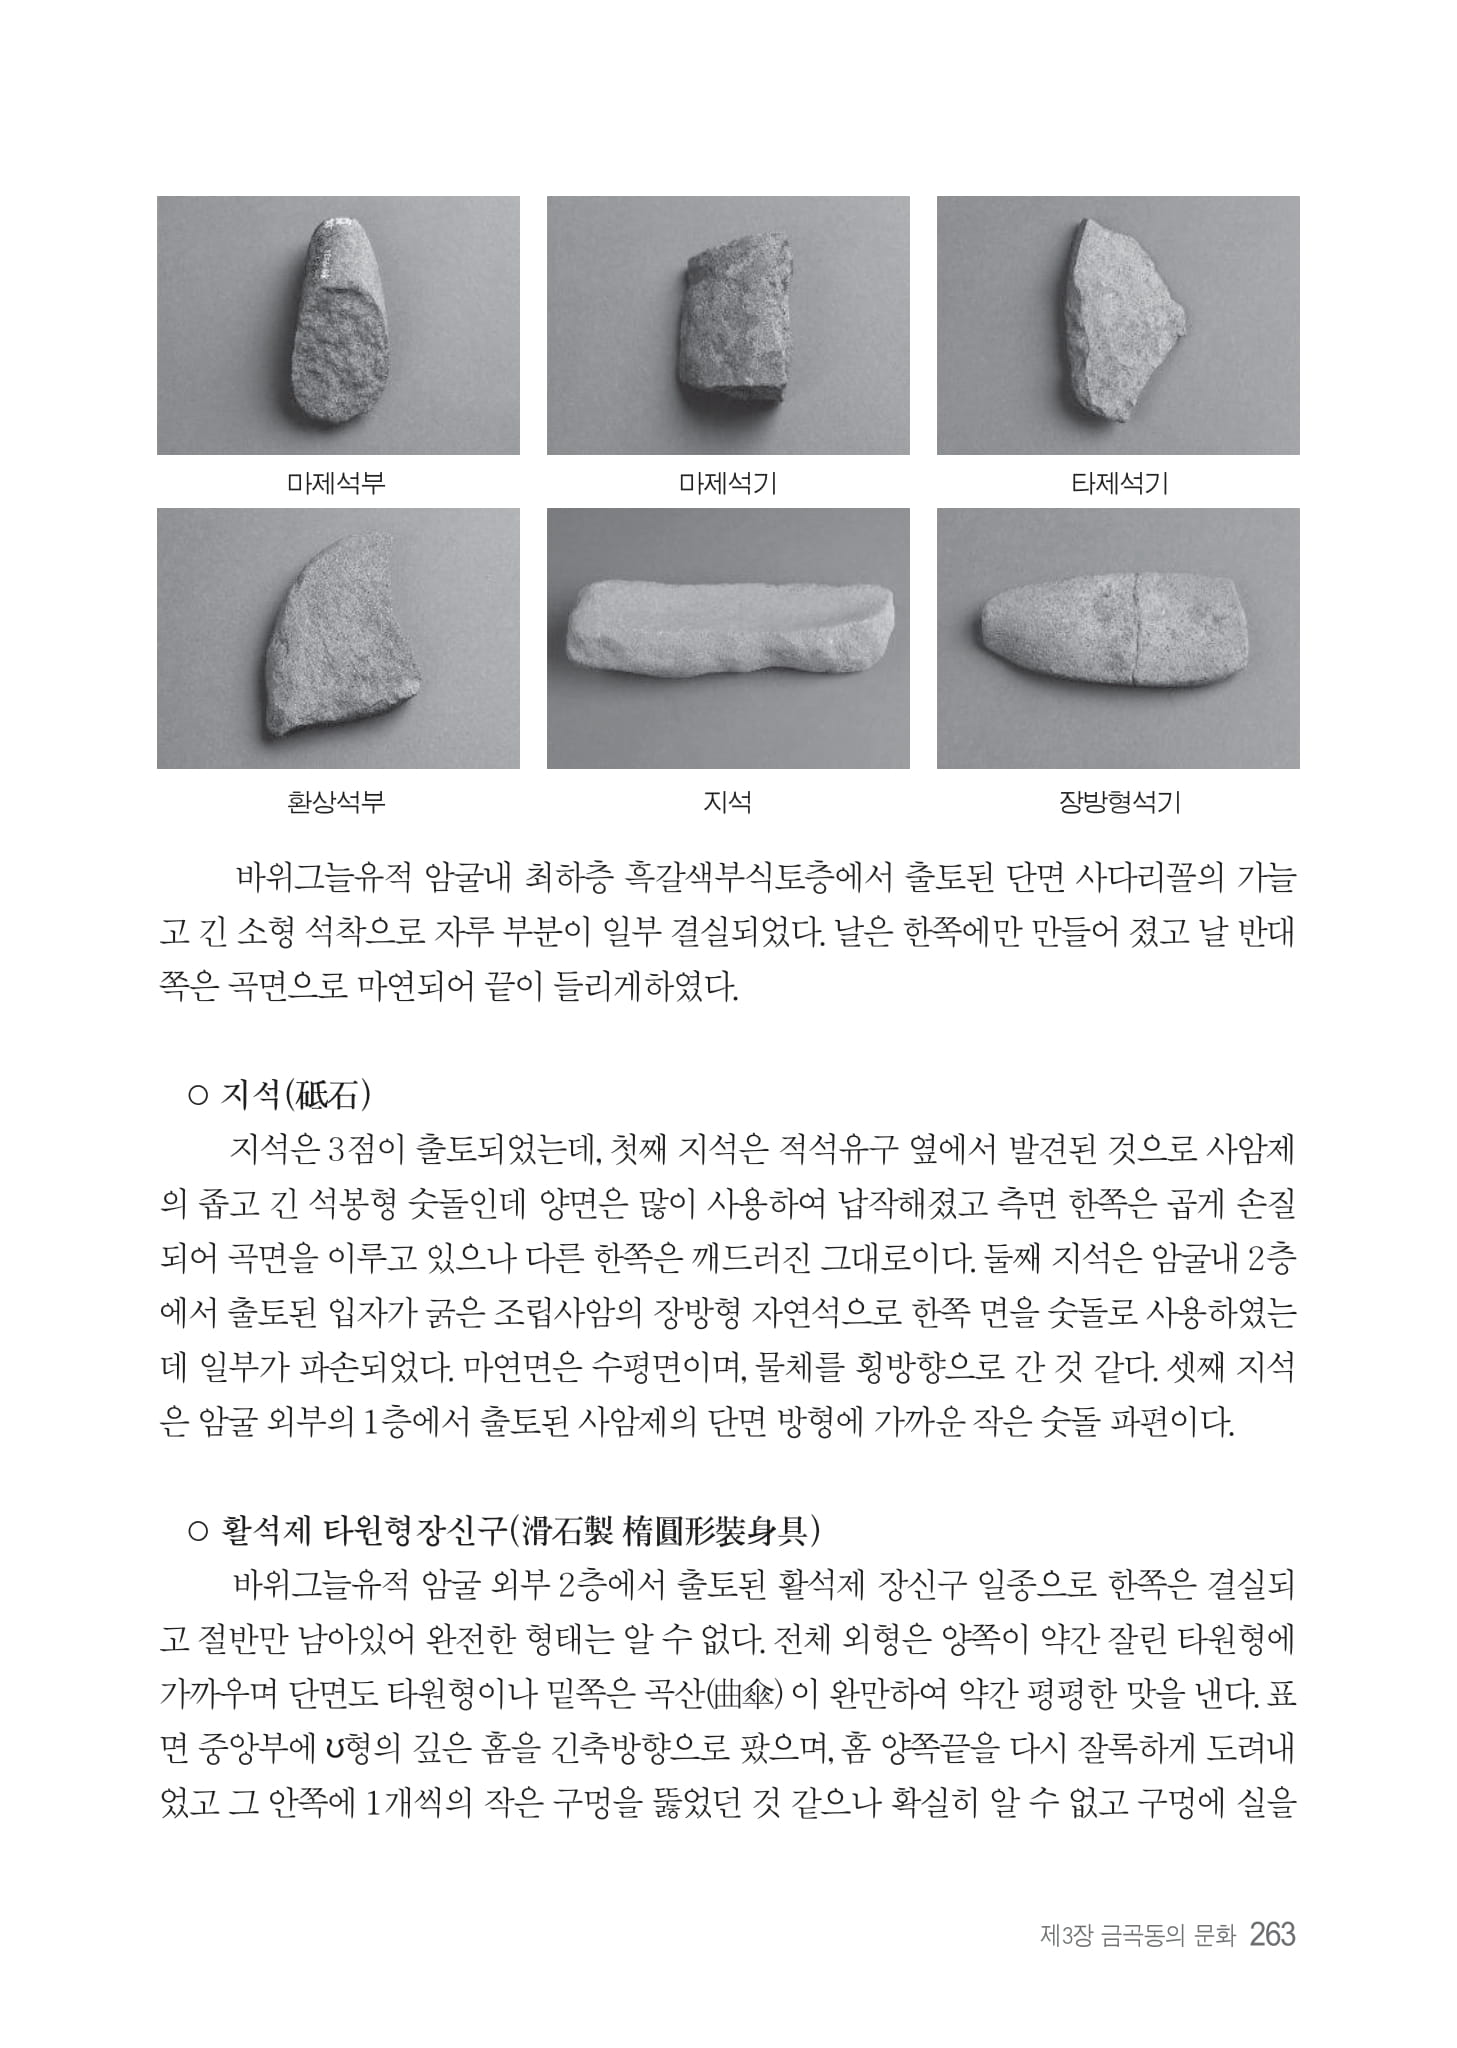 마제석부 마제석기 타제석기
환상석부 지석 장방형석기
바위그늘유적 암굴내 최하층 흑갈색부식토층에서 출토된 단면 사다리꼴의 가늘
고 긴 소형 석착으로 자루 부분이 일부 결실되었다. 날은 한쪽에만 만들어 졌고 날 반대
쪽은 곡면으로 마연되어 끝이 들리게하였다.
○ 지석(砥石)
지석은 3점이 출토되었는데, 첫째 지석은 적석유구 옆에서 발견된 것으로 사암제
의 좁고 긴 석봉형 숫돌인데 양면은 많이 사용하여 납작해졌고 측면 한쪽은 곱게 손질
되어 곡면을 이루고 있으나 다른 한쪽은 깨드러진 그대로이다. 둘째 지석은 암굴내 2층
에서 출토된 입자가 굵은 조립사암의 장방형 자연석으로 한쪽 면을 숫돌로 사용하였는
데 일부가 파손되었다. 마연면은 수평면이며, 물체를 횡방향으로 간 것 같다. 셋째 지석
은 암굴 외부의 1층에서 출토된 사암제의 단면 방형에 가까운 작은 숫돌 파편이다.
○ 활석제 타원형장신구(滑石製 楕圓形裝身具)
바위그늘유적 암굴 외부 2층에서 출토된 활석제 장신구 일종으로 한쪽은 결실되
고 절반만 남아있어 완전한 형태는 알 수 없다. 전체 외형은 양쪽이 약간 잘린 타원형에
가까우며 단면도 타원형이나 밑쪽은 곡산(曲傘) 이 완만하여 약간 평평한 맛을 낸다. 표
면 중앙부에 ʊ형의 깊은 홈을 긴축방향으로 팠으며, 홈 양쪽끝을 다시 잘록하게 도려내
었고 그 안쪽에 1개씩의 작은 구멍을 뚫었던 것 같으나 확실히 알 수 없고 구멍에 실을
제3장 금곡동의 문화 263